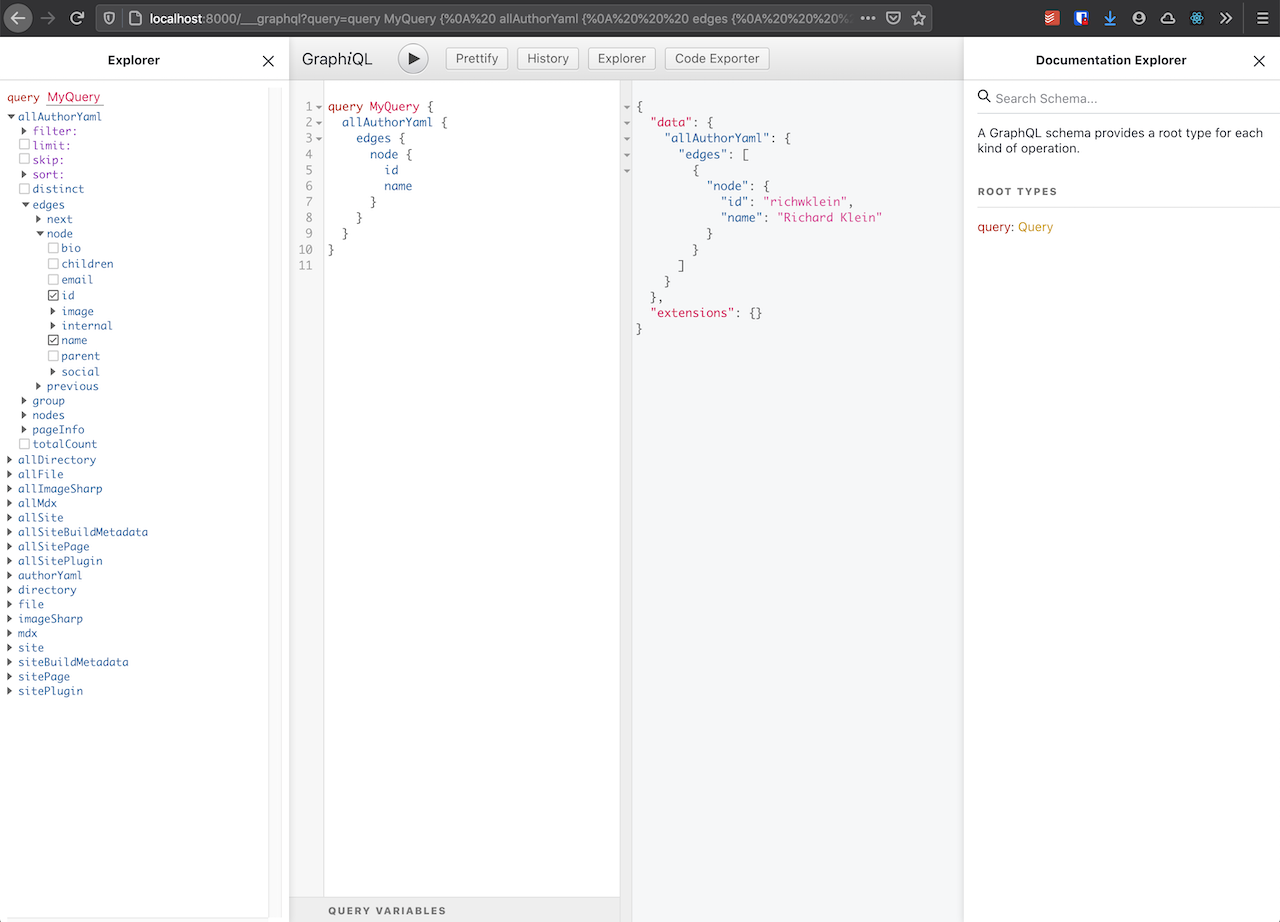 localhost:8000/___graphql?query=query MyQuery {%0A%20 allAuthorYaml {%0A%20%20%20 edges {%0A%20%20%20%20%
Explorer
query MyQuery
allAuthorYaml
filter:
limit:
skip:
sort:
distinct
edges
next
node
bio
children
email
id
image
internal
name
parent
social
previous
group
nodes
pageInfo
totalCount
allDirectory
allFile
allImageSharp
allMdx
allSite
allSiteBuildMetadata
allSitePage
allSitePlugin
authorYaml
directory
file
imageSharp
mdx
site
siteBuildMetadata
sitePage
sitePlugin
GraphiQL
Prettify
History
Explorer
Code Exporter
1 query MyQuery {
2 allAuthorYaml {
3 edges {
4 node {
5 id
6 name
7 }
8 }
9 }
10 }
11
QUERY VARIABLES
{
"data": {
"allAuthorYaml": {
"edges": [
{
"node": {
"id": "richwklein",
"name": "Richard Klein"
}
}
]
}
},
"extensions": {}
}
Documentation Explorer
Search Schema...
A GraphQL schema provides a root type for each
kind of operation.
ROOT TYPES
query: Query